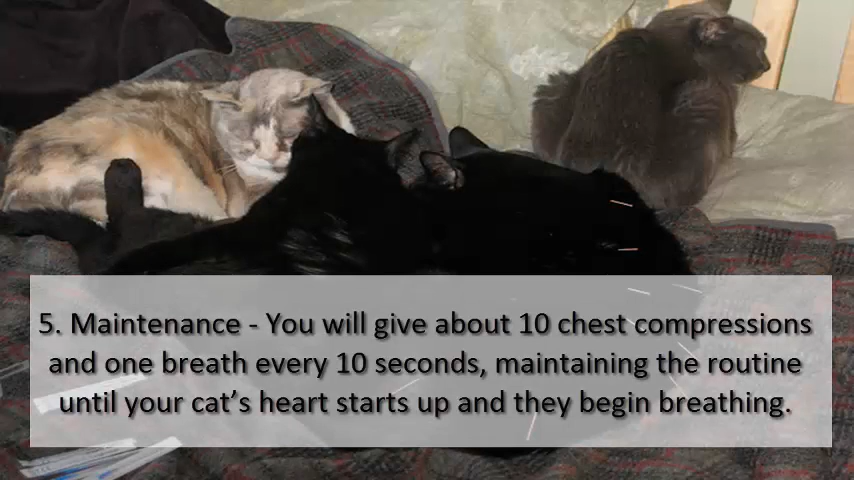 5. Maintenance - You will give about 10 chest compressions
and one breath every 10 seconds, maintaining the routine
until your cat’s heart starts up and they begin breathing.